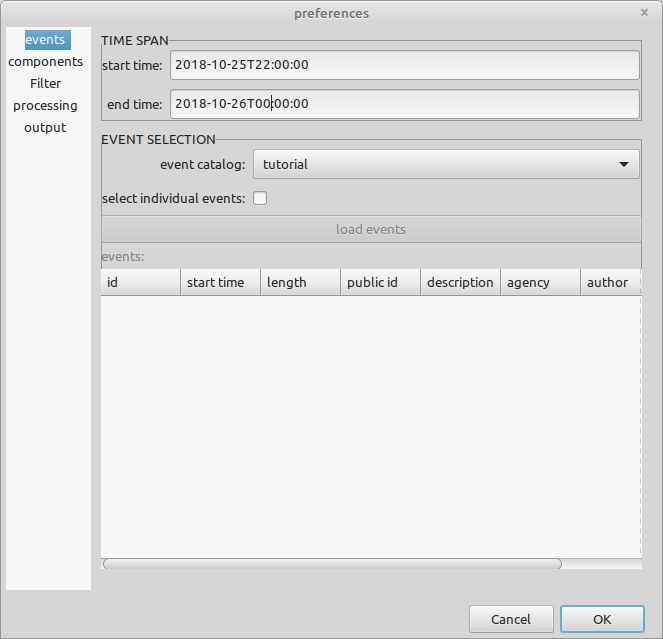 preferences
events
components
Filter
processing
output
TIME SPAN
start time: 2018-10-25T22:00:00
end time: 2018-10-26T00:00:00
EVENT SELECTION
event catalog: tutorial
select individual events:
load events
events:
id start time length public id description agency author
Cancel OK